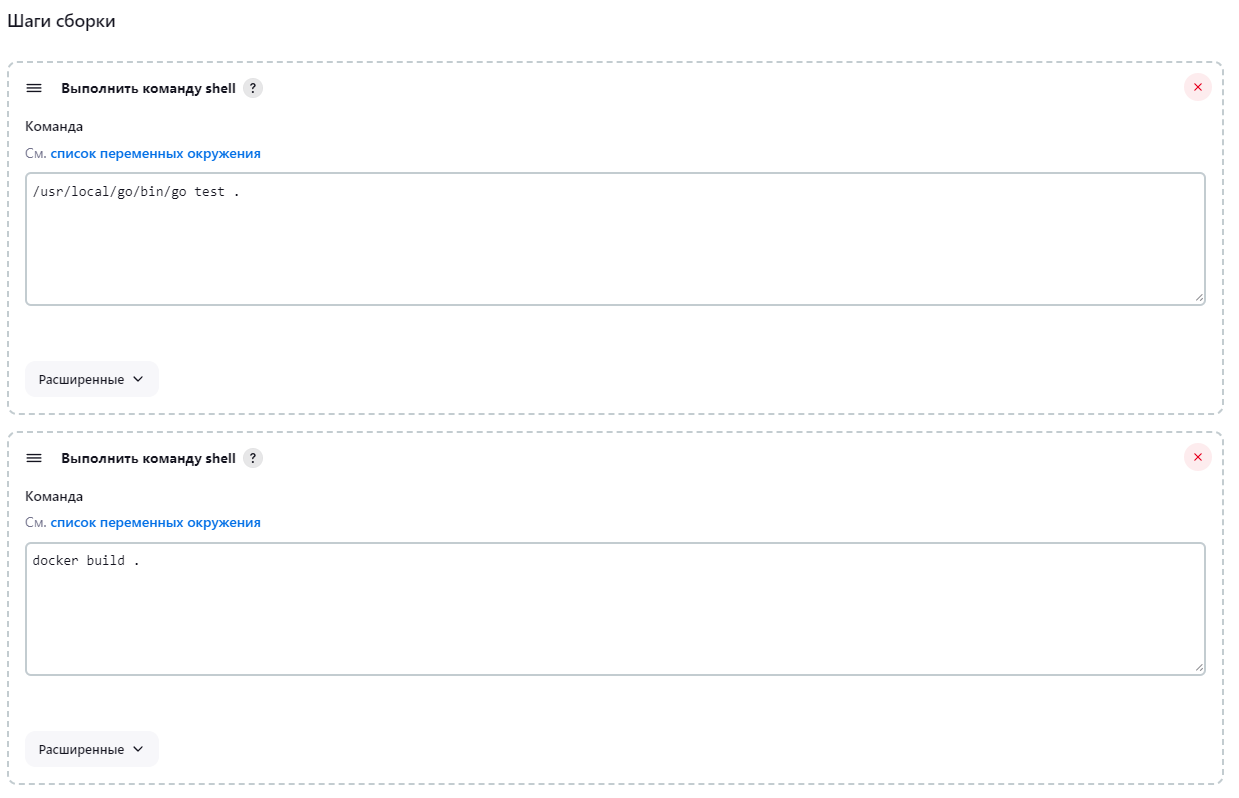 Шаги сборки
Выполнить команду shell ?
Команда
См. список переменных окружения
/usr/local/go/bin/go test .
Расширенные
Выполнить команду shell ?
Команда
См. список переменных окружения
docker build .
Расширенные